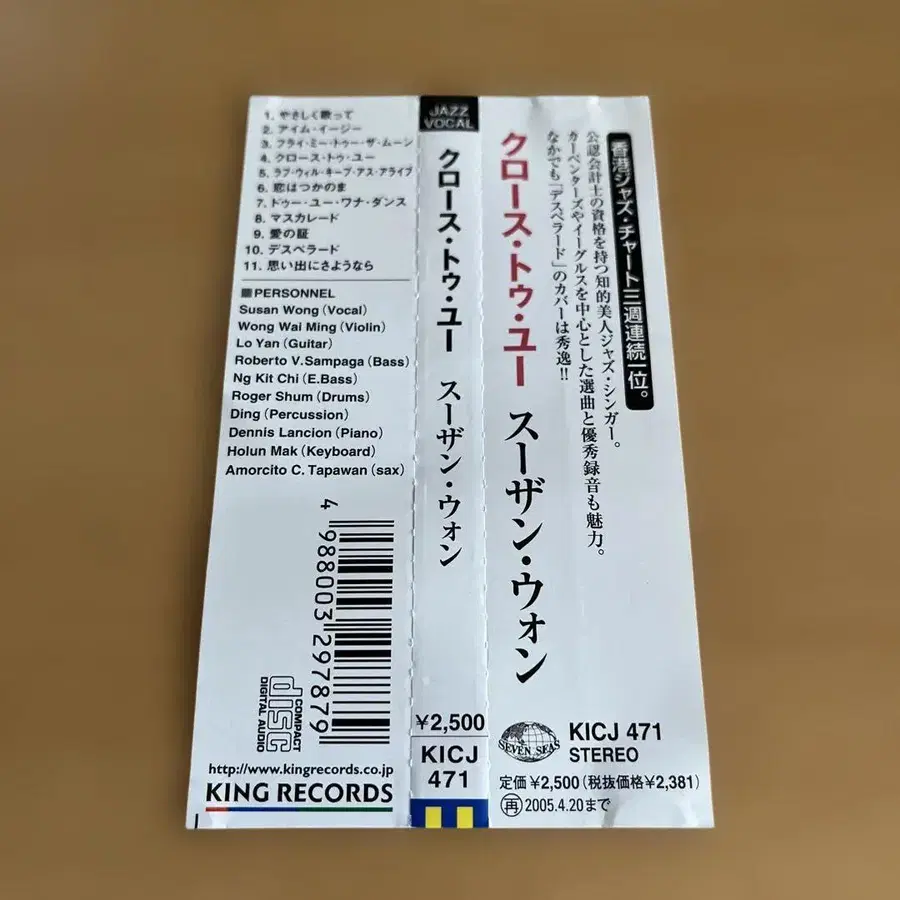 1. やさしく歌って
2. アイム・イージー
3. フライ・ミー・トゥー・ザ・ムーン
4. クロース・トゥ・ユー
5. ラブ・ウィル・キープ・アス・アライブ
6. 恋はつかのま
7. ドゥー・ユー・ワナ・ダンス
8. マスカレード
9. 愛の証
10. デスペラード
11. 思い出にさようなら
■PERSONNEL
Susan Wong (Vocal)
Wong Wai Ming (Violin)
Lo Yan (Guitar)
Roberto V.Sampaga (Bass)
Ng Kit Chi (E.Bass)
Roger Shum (Drums)
Ding (Percussion)
Dennis Lancion (Piano)
Holun Mak (Keyboard)
Amorcito C. Tapawan (sax)
4 988003 297879
COMPACT
disc
DIGITAL AUDIO
http://www.kingrecords.co.jp
KING RECORDS
JAZZ
VOCAL
クロース・トゥ・ユー スーザン・ウォン
¥2,500
KICJ
471
香港ジャズ・チャート三週連続一位。
公認会計士の資格を持つ知的美人ジャズ・シンガー。
カーペンターズやイーグルスを中心とした選曲と優秀録音も魅力。
なかでも「デスペラード」のカバーは秀逸!!
クロース・トゥ・ユー スーザン・ウォン
SEVEN SEAS
KICJ 471
STEREO
定価¥2,500(税抜価格¥2,381)
再 2005.4.20まで